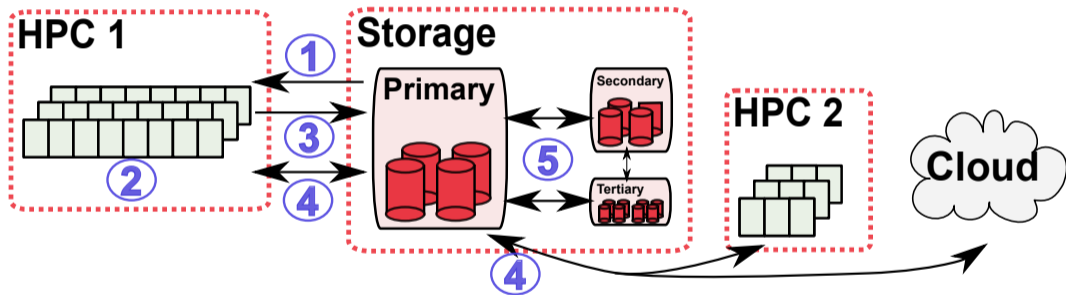 HPC 1
Storage
1
Primary
Secondary
HPC 2
3
2
5
Cloud
4
Tertiary
4